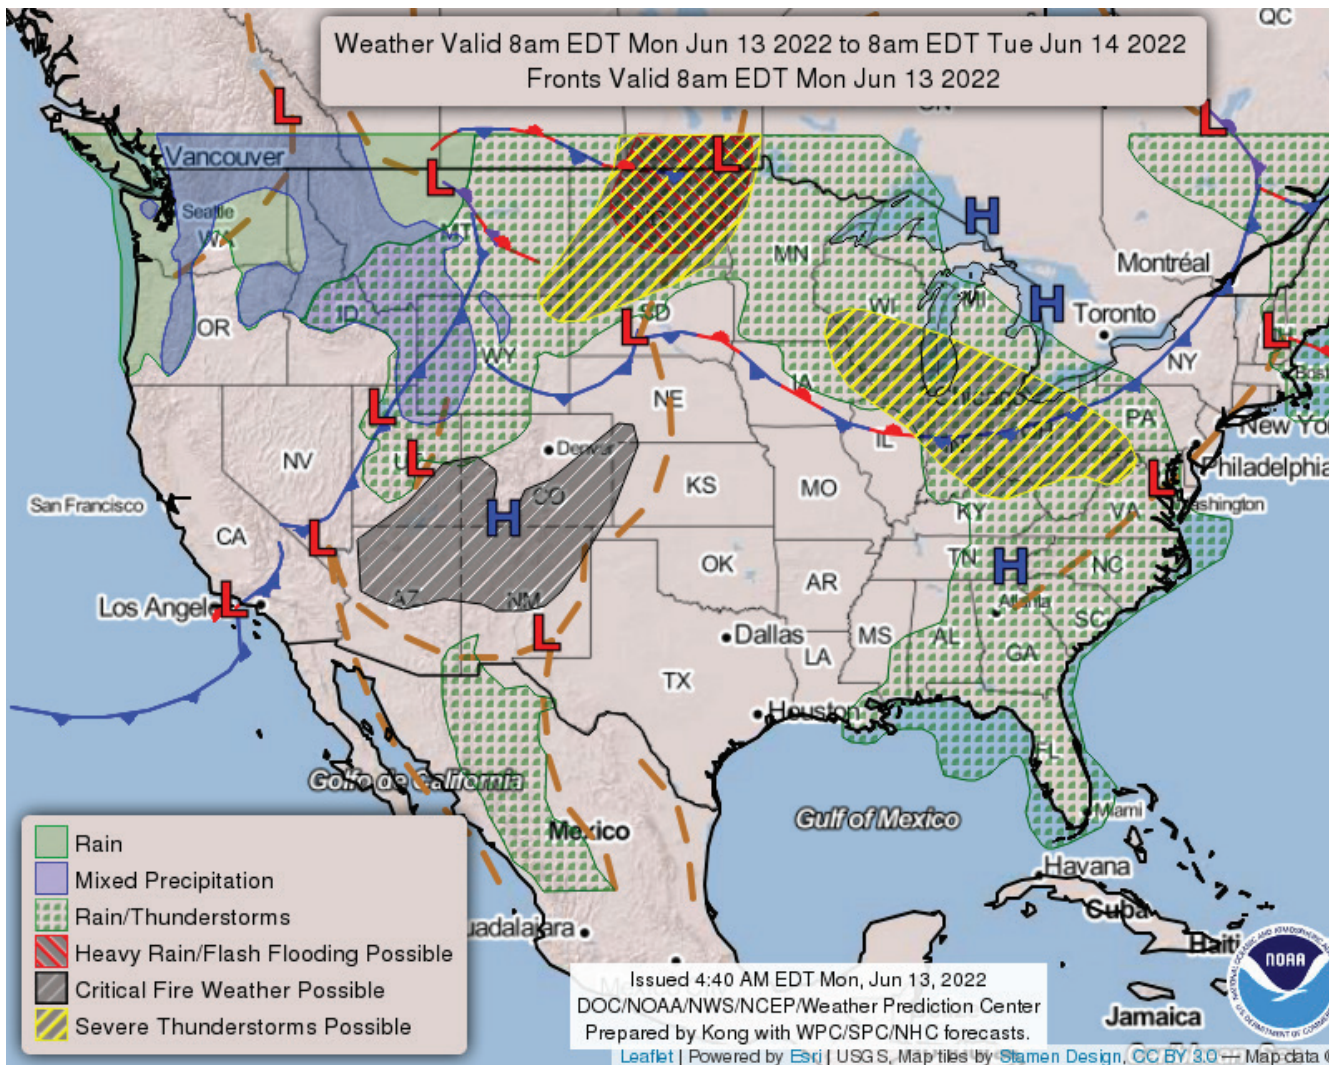 QC
Weather Valid 8am EDT Mon Jun 13 2022 to 8am EDT Tue Jun 14 2022
Fronts Valid 8am EDT Mon Jun 13 2022
L
L
Vancouver
L
L
Seattle
WA
MT
H
Montréal
MN
H
Toronto
OR
ID
SD
WI
MI
L
L
NY
WY
Boston
IA
NE
PA
L
Chicago
New Yor
NV
L
UT
Denver
IL
Philadelphia
KS
MO
L
CO
H
San Francisco
KY
VA
ashington
CA
L
TN
OK
AR
H
NC
Los Angele
L
AZ
NM
Atlanta
SC
L
Dallas
MS
AL
GA
LA
TX
Houston
FL
Golfo de California
Miami
Gulf of Mexico
Mexico
Havana
Cuba
uadalajara
Haiti
Jamaica
Rain
Mixed Precipitation
Rain/Thunderstorms
Heavy Rain/Flash Flooding Possible
Critical Fire Weather Possible
Severe Thunderstorms Possible
Issued 4:40 AM EDT Mon, Jun 13, 2022
DOC/NOAA/NWS/NCEP/Weather Prediction Center
Prepared by Kong with WPC/SPC/NHC forecasts.
NOAA
Leaflet | Powered by Esri | USGS, Map tiles by Stamen Design, CC BY 3.0 — Map data ©